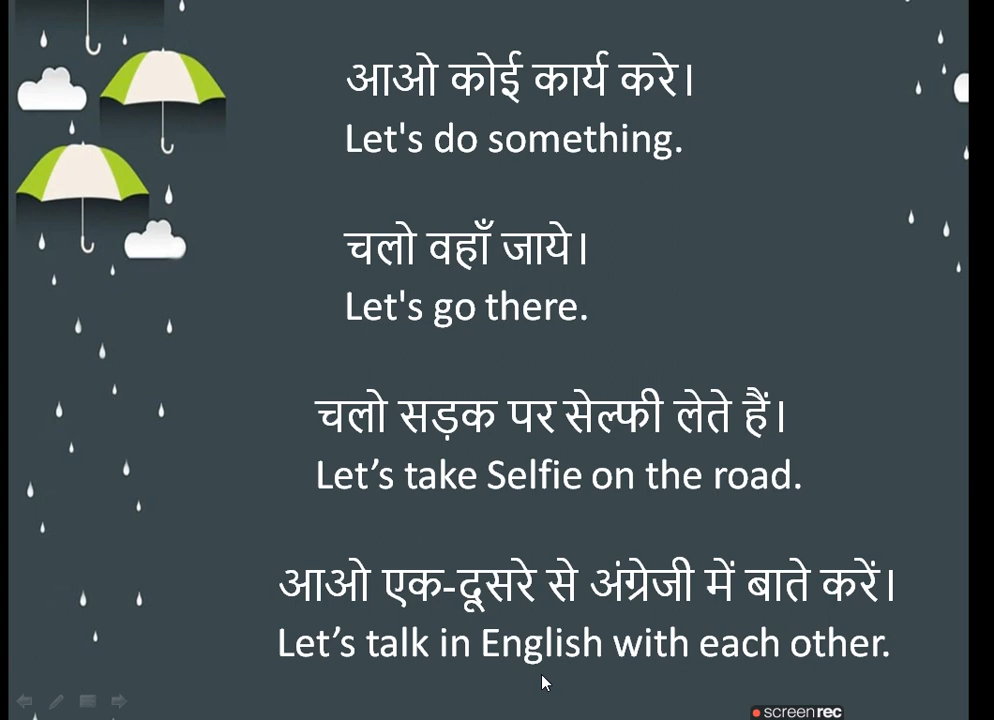 आओ कोई कार्य करे।
Let's do something.
चलो वहाँ जाये।
Let's go there.
चलो सड़क पर सेल्फी लेते हैं।
Let’s take Selfie on the road.
आओ एक-दूसरे से अंग्रेजी में बाते करें।
Let’s talk in English with each other.
screenrec